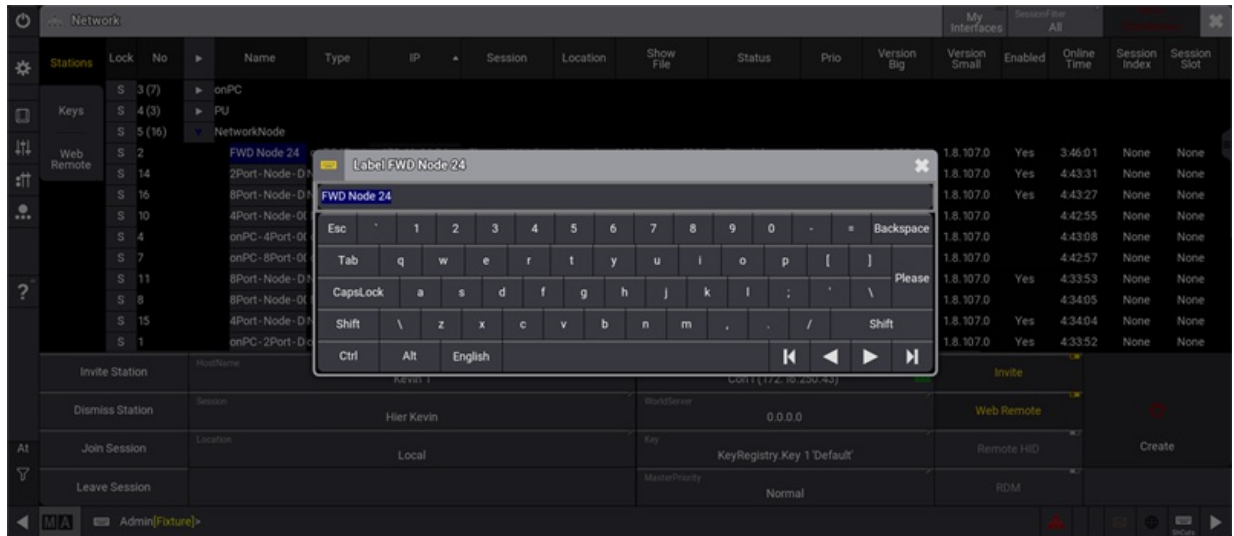 Network
My Interfaces
SessionFilter
All
Stations Lock No Name Type IP Session Location Show File Status Prio Version Big Version Small Enabled Online Time Session Index Session Slot
S 3 (7) onPC
Keys S 4 (3) PU
S 5 (16) NetworkNode
Web Remote S 2 FWD Node 24 1.8.107.0 Yes 3:46:01 None None
S 14 2Port-Node-D 1.8.107.0 Yes 4:43:31 None None
S 16 8Port-Node-D 1.8.107.0 Yes 4:43:27 None None
S 10 4Port-Node-0 1.8.107.0 4:42:55 None None
S 4 onPC-4Port-0 1.8.107.0 4:43:08 None None
S 7 onPC-8Port-0 1.8.107.0 4:42:57 None None
S 11 8Port-Node-D 1.8.107.0 Yes 4:33:53 None None
S 8 8Port-Node-0 1.8.107.0 4:34:05 None None
S 15 4Port-Node-D 1.8.107.0 Yes 4:34:04 None None
S 1 onPC-2Port-D 1.8.107.0 Yes 4:33:52 None None
Label FWD Node 24
FWD Node 24
Esc ` 1 2 3 4 5 6 7 8 9 0 - = Backspace
Tab q w e r t y u i o p [ ] Please
CapsLock a s d f g h j k l ; ' \
Shift \ z x c v b n m , . / Shift
Ctrl Alt English
Invite Station HostName Kevin 1 Con1 (172.16.250.43) Invite
Dismiss Station Session Hier Kevin WorldServer 0.0.0.0 Web Remote
Join Session Location Local Key KeyRegistry.Key 1 'Default' Remote HID Create
Leave Session MasterPriority Normal RDM
At
?
MA Admin[Fixture]>
ShCuts